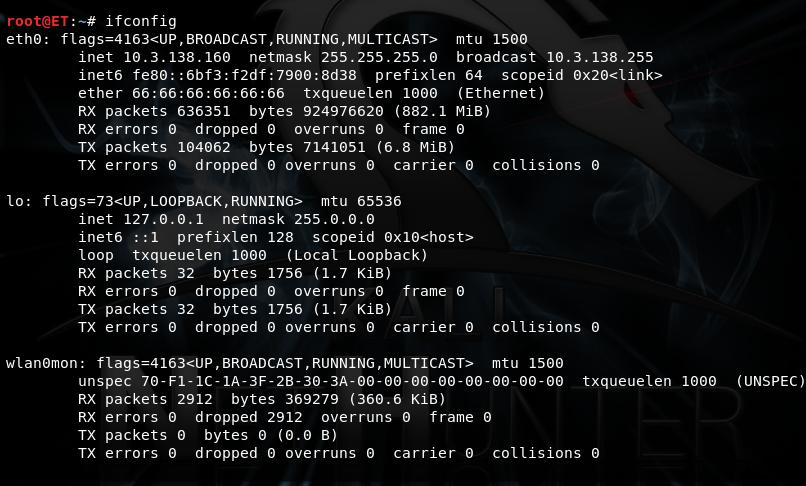 root@ET:~# ifconfig
eth0: flags=4163<UP,BROADCAST,RUNNING,MULTICAST>  mtu 1500
        inet 10.3.138.160  netmask 255.255.255.0  broadcast 10.3.138.255
        inet6 fe80::6bf3:f2df:7900:8d38  prefixlen 64  scopeid 0x20<link>
        ether 66:66:66:66:66:66  txqueuelen 1000  (Ethernet)
        RX packets 636351  bytes 924976620 (882.1 MiB)
        RX errors 0  dropped 0  overruns 0  frame 0
        TX packets 104062  bytes 7141051 (6.8 MiB)
        TX errors 0  dropped 0 overruns 0  carrier 0  collisions 0

lo: flags=73<UP,LOOPBACK,RUNNING>  mtu 65536
        inet 127.0.0.1  netmask 255.0.0.0
        inet6 ::1  prefixlen 128  scopeid 0x10<host>
        loop  txqueuelen 1000  (Local Loopback)
        RX packets 32  bytes 1756 (1.7 KiB)
        RX errors 0  dropped 0  overruns 0  frame 0
        TX packets 32  bytes 1756 (1.7 KiB)
        TX errors 0  dropped 0 overruns 0  carrier 0  collisions 0

wlan0mon: flags=4163<UP,BROADCAST,RUNNING,MULTICAST>  mtu 1500
        unspec 70-F1-1C-1A-3F-2B-30-3A-00-00-00-00-00-00-00-00  txqueuelen 1000  (UNSPEC)
        RX packets 2912  bytes 369279 (360.6 KiB)
        RX errors 0  dropped 2912  overruns 0  frame 0
        TX packets 0  bytes 0 (0.0 B)
        TX errors 0  dropped 0 overruns 0  carrier 0  collisions 0
KALI
NETHUNTER